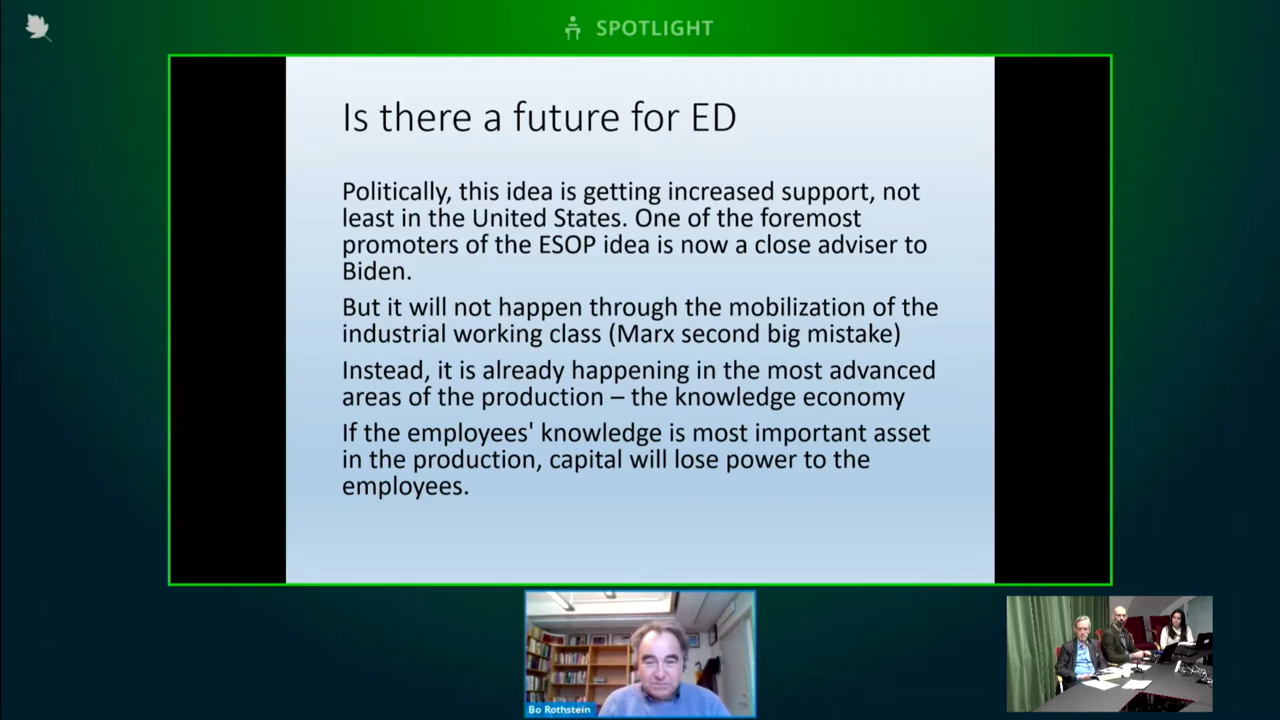 SPOTLIGHT
Is there a future for ED
Politically, this idea is getting increased support, not
least in the United States. One of the foremost
promoters of the ESOP idea is now a close adviser to
Biden.
But it will not happen through the mobilization of the
industrial working class (Marx second big mistake)
Instead, it is already happening in the most advanced
areas of the production – the knowledge economy
If the employees' knowledge is most important asset
in the production, capital will lose power to the
employees.
Bo Rothstein